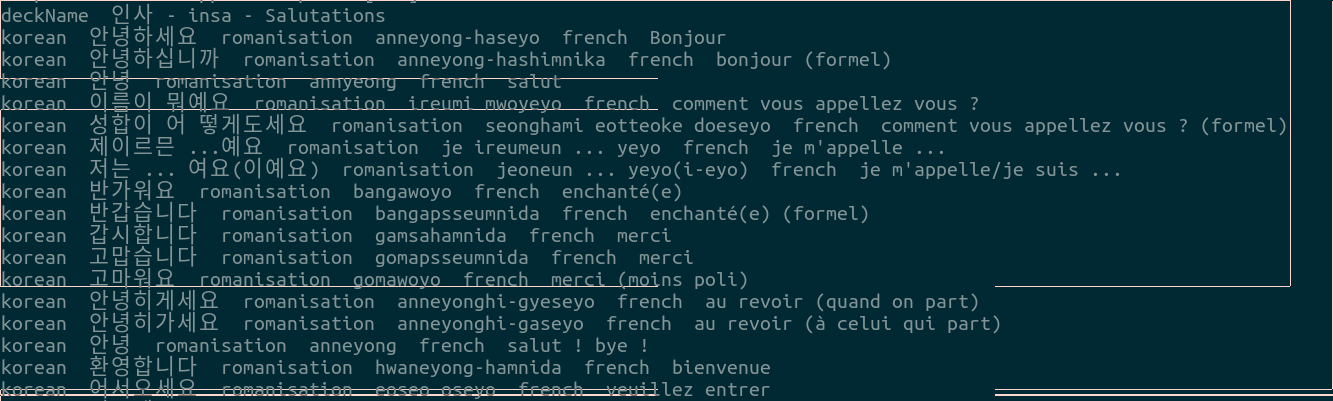 deckName 인사 - insa - Salutations
korean 안녕하세요 romanisation anneyong-haseyo french Bonjour
korean 안녕하십니까 romanisation anneyong-hashimnika french bonjour (formel)
korean 안녕 romanisation annyeong french salut
korean 이름이 뭐예요 romanisation ireumi mwoyeyo french comment vous appellez vous ?
korean 성합이 어 떻게도세요 romanisation seonghami eotteoke doeseyo french comment vous appellez vous ? (formel)
korean 제이르믄 ...예요 romanisation je ireumeun ... yeyo french je m'appelle ...
korean 저는 ... 여요(이예요) romanisation jeoneun ... yeyo(i-eyo) french je m'appelle/je suis ...
korean 반가워요 romanisation bangawoyo french enchanté(e)
korean 반갑습니다 romanisation bangapsseumnida french enchanté(e) (formel)
korean 갑시합니다 romanisation gamsahamnida french merci
korean 고맙습니다 romanisation gomapsseumnida french merci
korean 고마워요 romanisation gomawoyo french merci (moins poli)
korean 안녕히게세요 romanisation anneyonghi-gyeseyo french au revoir (quand on part)
korean 안녕히가세요 romanisation anneyonghi-gaseyo french au revoir (à celui qui part)
korean 안녕 romanisation anneyong french salut ! bye !
korean 환영합니다 romanisation hwaneyong-hamnida french bienvenue
korean 어서오세요 romanisation eoseo oseyo french veuillez entrer